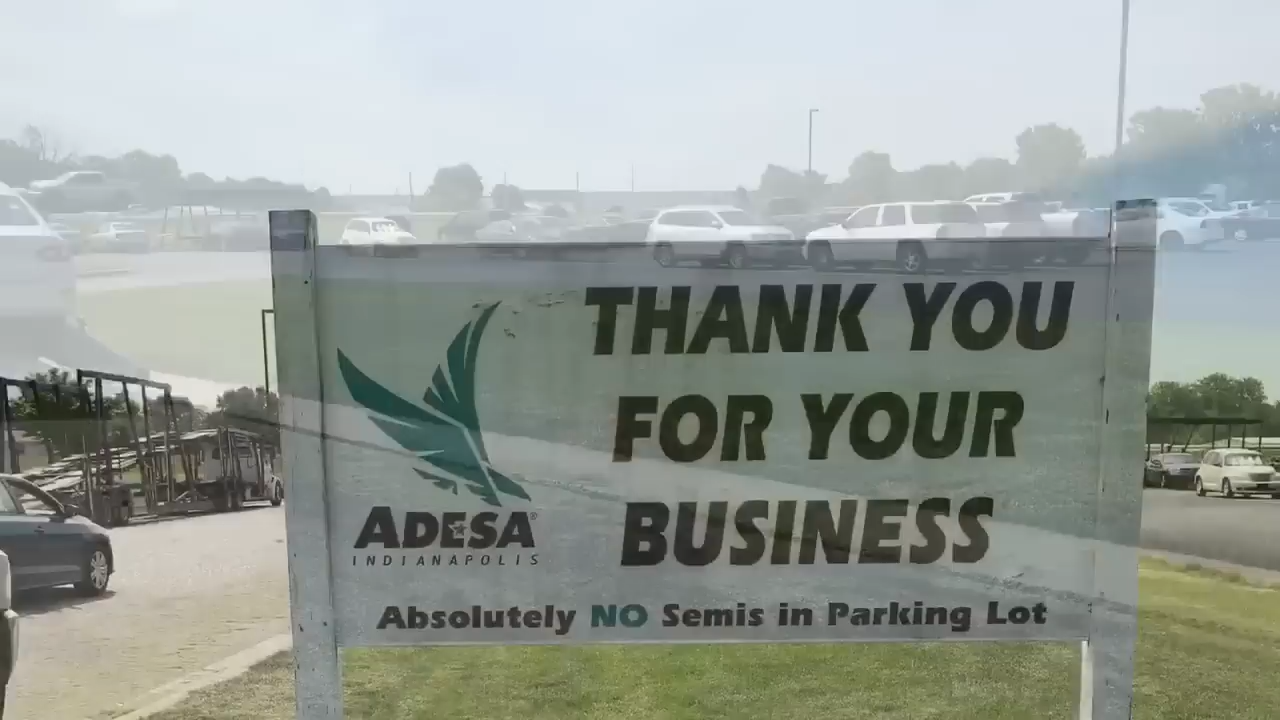 THANK YOU
FOR YOUR
BUSINESS
ADESA®
INDIANAPOLIS
Absolutely NO Semis in Parking Lot